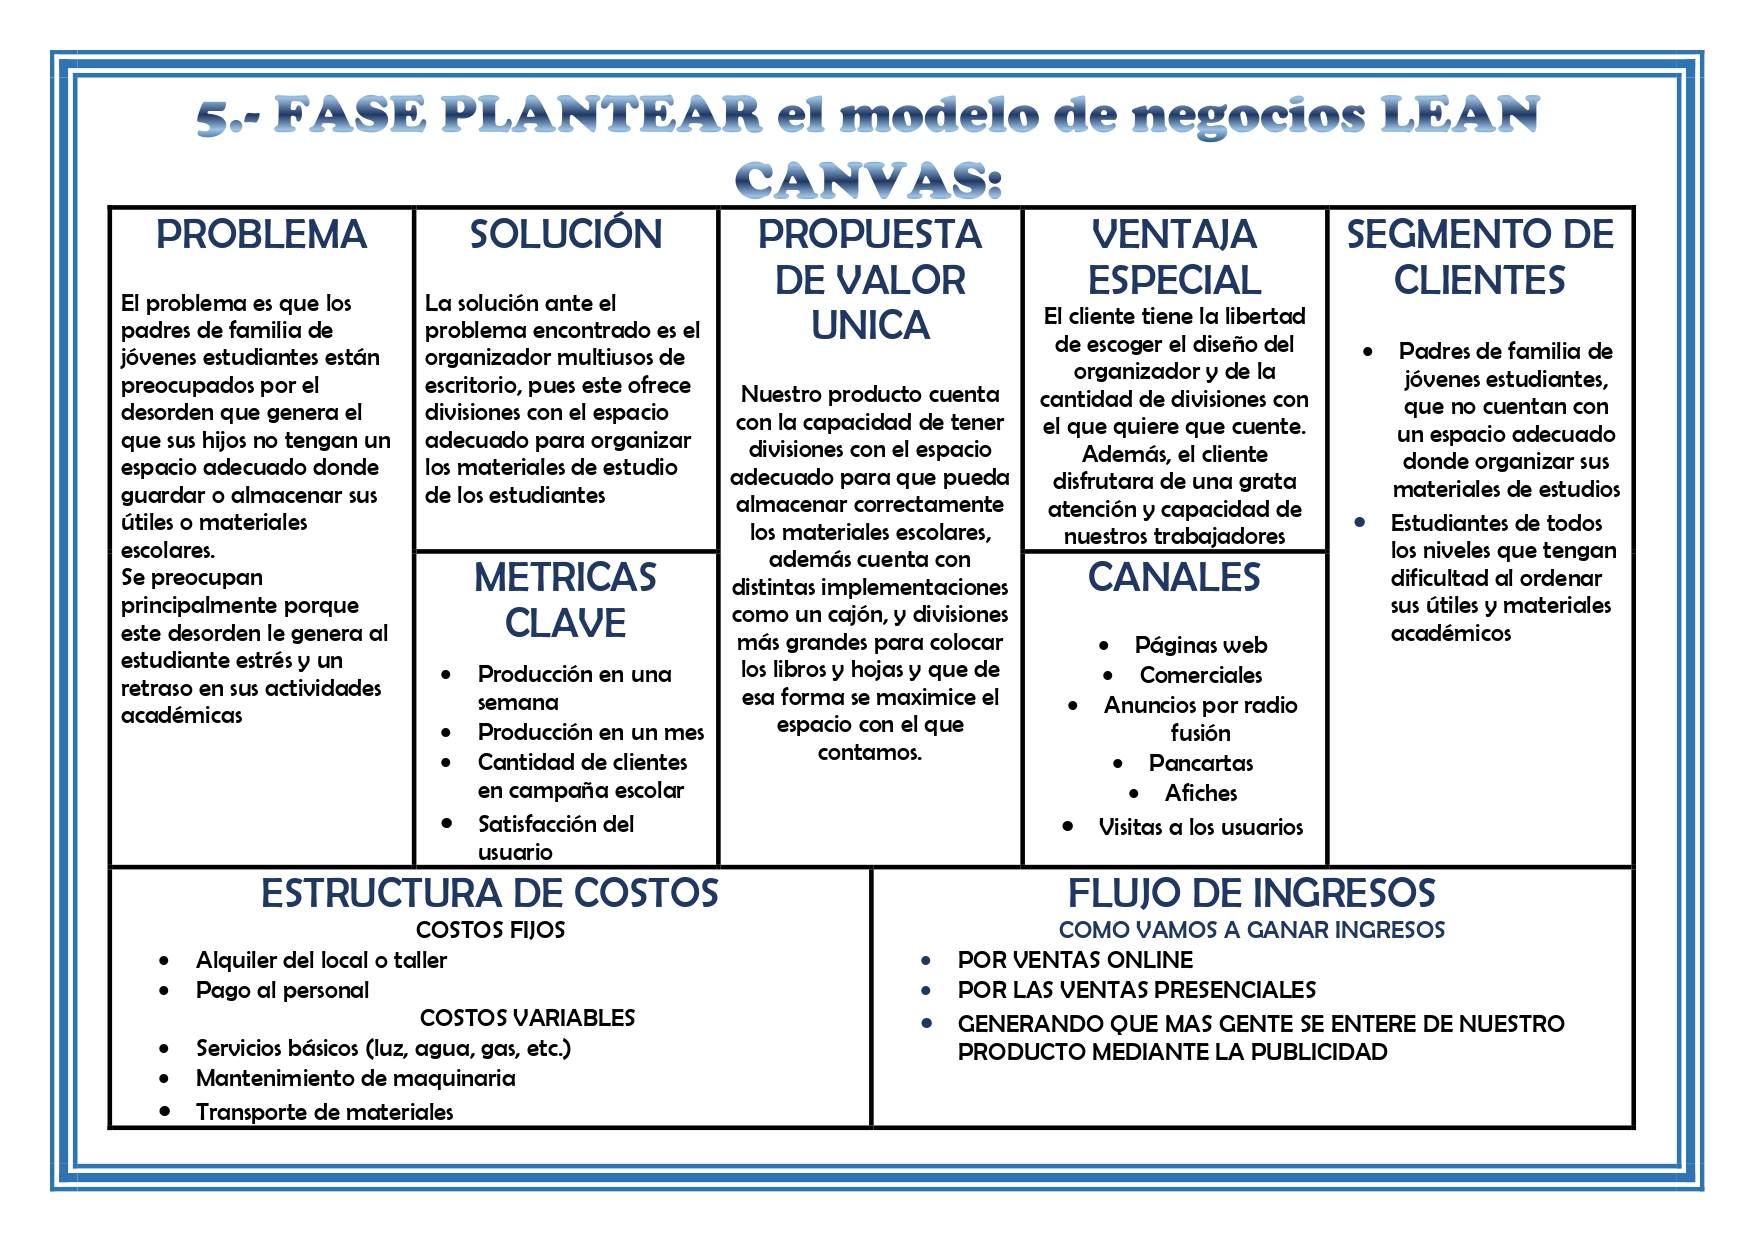 5.- FASE PLANTEAR el modelo de negocios LEAN
CANVAS:
PROBLEMA
El problema es que los
padres de familia de
jóvenes estudiantes están
preocupados por el
desorden que genera el
que sus hijos no tengan un
espacio adecuado donde
guardar o almacenar sus
útiles o materiales
escolares.
Se preocupan
principalmente porque
este desorden le genera al
estudiante estrés y un
retraso en sus actividades
académicas
SOLUCIÓN
La solución ante el
problema encontrado es el
organizador multiusos de
escritorio, pues este ofrece
divisiones con el espacio
adecuado para organizar
los materiales de estudio
de los estudiantes
METRICAS
CLAVE
• Producción en una
semana
• Producción en un mes
• Cantidad de clientes
en campaña escolar
• Satisfacción del
usuario
PROPUESTA
DE VALOR
UNICA
Nuestro producto cuenta
con la capacidad de tener
divisiones con el espacio
adecuado para que pueda
almacenar correctamente
los materiales escolares,
además cuenta con
distintas implementaciones
como un cajón, y divisiones
más grandes para colocar
los libros y hojas y que de
esa forma se maximice el
espacio con el que
contamos.
VENTAJA
ESPECIAL
El cliente tiene la libertad
de escoger el diseño del
organizador y de la
cantidad de divisiones con
el que quiere que cuente.
Además, el cliente
disfrutara de una grata
atención y capacidad de
nuestros trabajadores
CANALES
• Páginas web
• Comerciales
• Anuncios por radio
fusión
• Pancartas
• Afiches
• Visitas a los usuarios
SEGMENTO DE
CLIENTES
• Padres de familia de
jóvenes estudiantes,
que no cuentan con
un espacio adecuado
donde organizar sus
materiales de estudios
• Estudiantes de todos
los niveles que tengan
dificultad al ordenar
sus útiles y materiales
académicos
ESTRUCTURA DE COSTOS
COSTOS FIJOS
• Alquiler del local o taller
• Pago al personal
COSTOS VARIABLES
• Servicios básicos (luz, agua, gas, etc.)
• Mantenimiento de maquinaria
• Transporte de materiales
FLUJO DE INGRESOS
COMO VAMOS A GANAR INGRESOS
• POR VENTAS ONLINE
• POR LAS VENTAS PRESENCIALES
• GENERANDO QUE MAS GENTE SE ENTERE DE NUESTRO
PRODUCTO MEDIANTE LA PUBLICIDAD